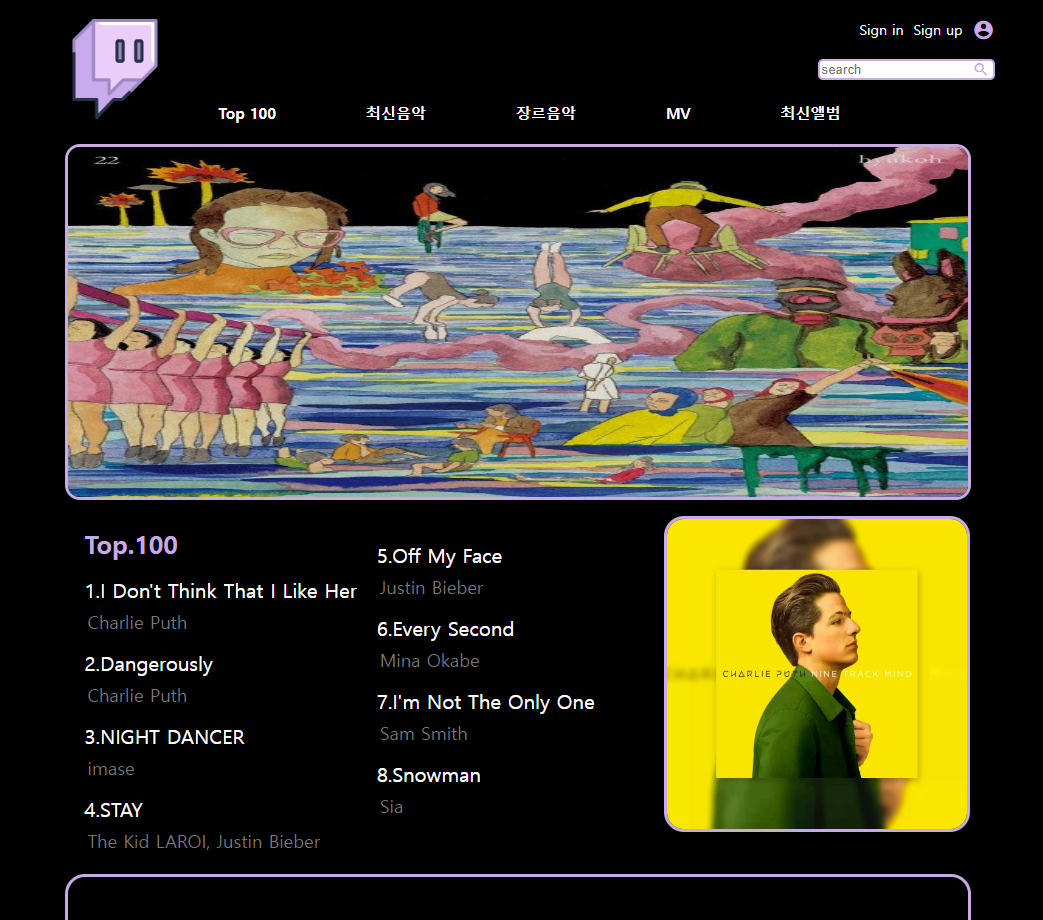 Sign in Sign up
search
Top 100 최신음악 장르음악 MV 최신앨범
22 hyukoh
Top.100
1.I Don't Think That I Like Her
Charlie Puth
2.Dangerously
Charlie Puth
3.NIGHT DANCER
imase
4.STAY
The Kid LAROI, Justin Bieber
5.Off My Face
Justin Bieber
6.Every Second
Mina Okabe
7.I'm Not The Only One
Sam Smith
8.Snowman
Sia
CHARLIE PUTH NINE TRACK MIND